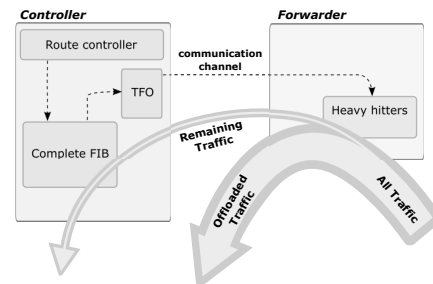 Controller
Forwarder
Route controller
communication
channel
TFO
Heavy hitters
Complete FIB
Remaining
Traffic
Offloaded
Traffic
All Traffic